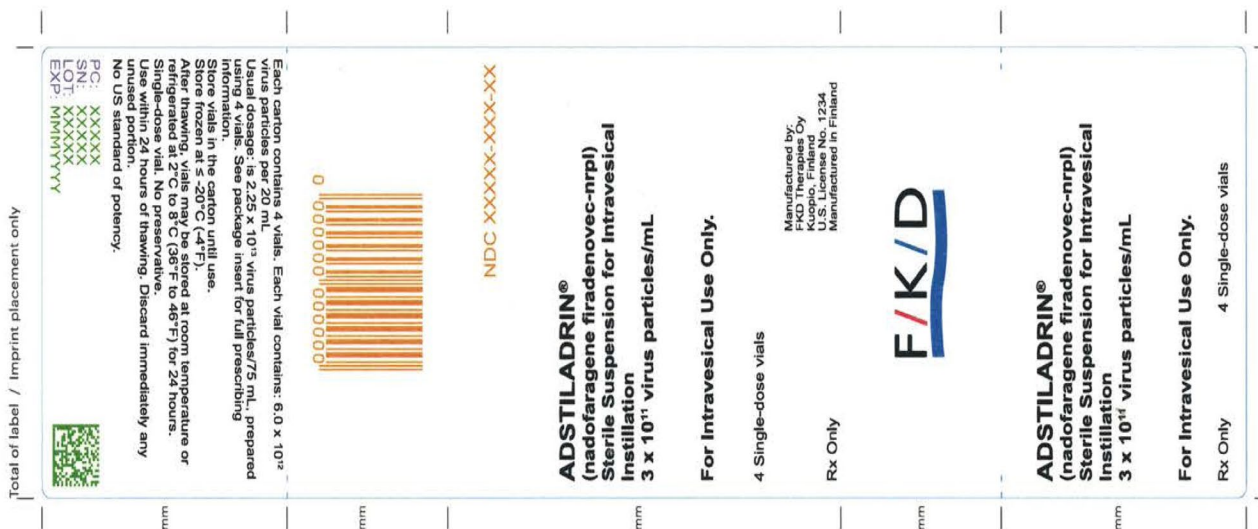 Total of label / Imprint placement only
Each carton contains 4 vials. Each vial contains: 6.0 x 10¹²
virus particles per 20 mL
Usual dosage: is 2.25 x 10¹³ virus particles/75 mL, prepared
using 4 vials. See package insert for full prescribing
information.
Store vials in the carton until use.
Store frozen at ≤ -20°C (-4°F).
After thawing, vials may be stored at room temperature or
refrigerated at 2°C to 8°C (36°F to 46°F) for 24 hours.
Single-dose vial. No preservative.
Use within 24 hours of thawing. Discard immediately any
unused portion.
No US standard of potency.
PC: XXXX
SN: XXXXX
LOT: XXXXX
EXP: MMMYYYY
0 00000 00000 0
NDC XXXXX-XXX-XX
ADSTILADRIN®
(nadofaragene firadenovec-nrpl)
Sterile Suspension for Intravesical
Instillation
3 x 10¹¹ virus particles/mL
For Intravesical Use Only.
4 Single-dose vials
Rx Only
Manufactured by:
FKD Therapies Oy
Kuopio, Finland
U.S. License No. 1234
Manufactured in Finland
F/K/D
ADSTILADRIN®
(nadofaragene firadenovec-nrpl)
Sterile Suspension for Intravesical
Instillation
3 x 10¹¹ virus particles/mL
For Intravesical Use Only.
Rx Only 4 Single-dose vials
mm
mm
mm
mm
mm